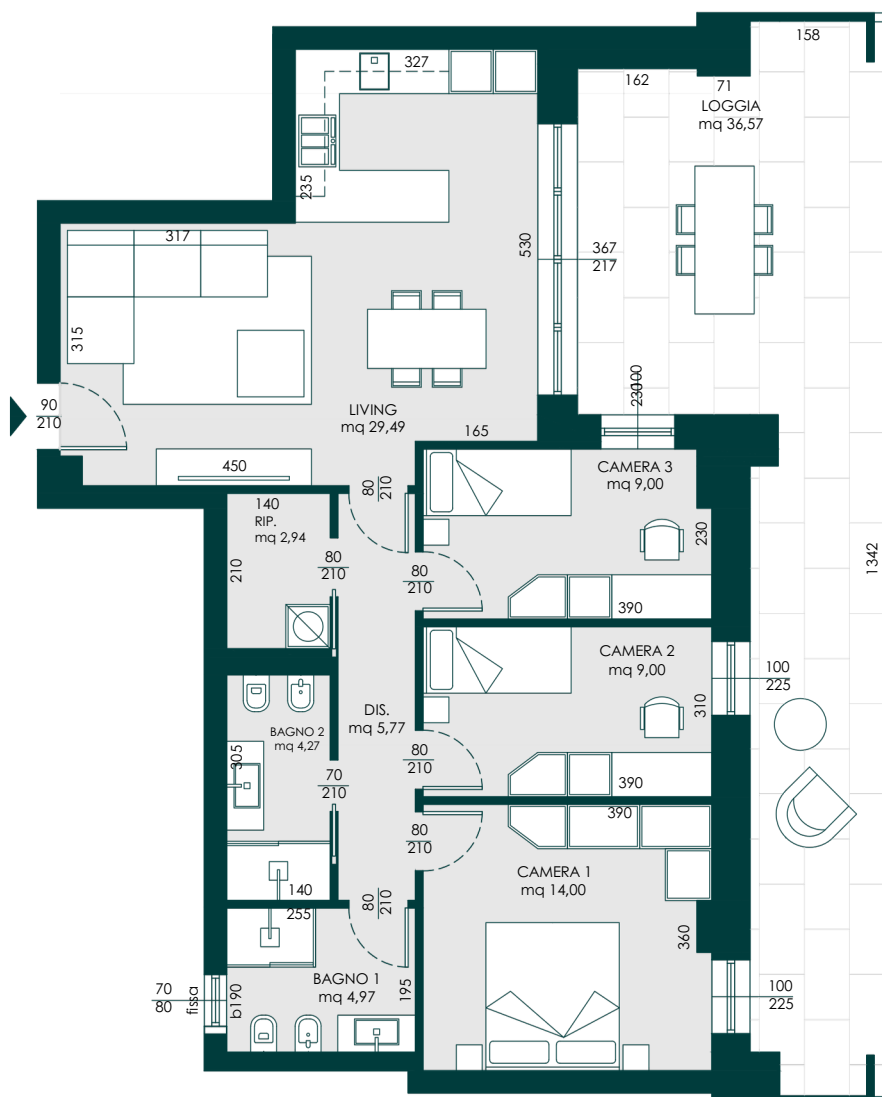 158
327
162
71
LOGGIA
mq 36,57
235
317
530
367
217
315
100
230
90
210
LIVING
mq 29,49
165
450
80
210
CAMERA 3
mq 9,00
140
RIP.
mq 2,94
230
210
80
210
80
210
1342
390
CAMERA 2
mq 9,00
100
225
310
DIS.
mq 5,77
BAGNO 2
mq 4,27
305
80
210
70
210
390
390
80
210
CAMERA 1
mq 14,00
140
80
210
255
360
BAGNO 1
mq 4,97
195
70
80
fissa
b190
100
225